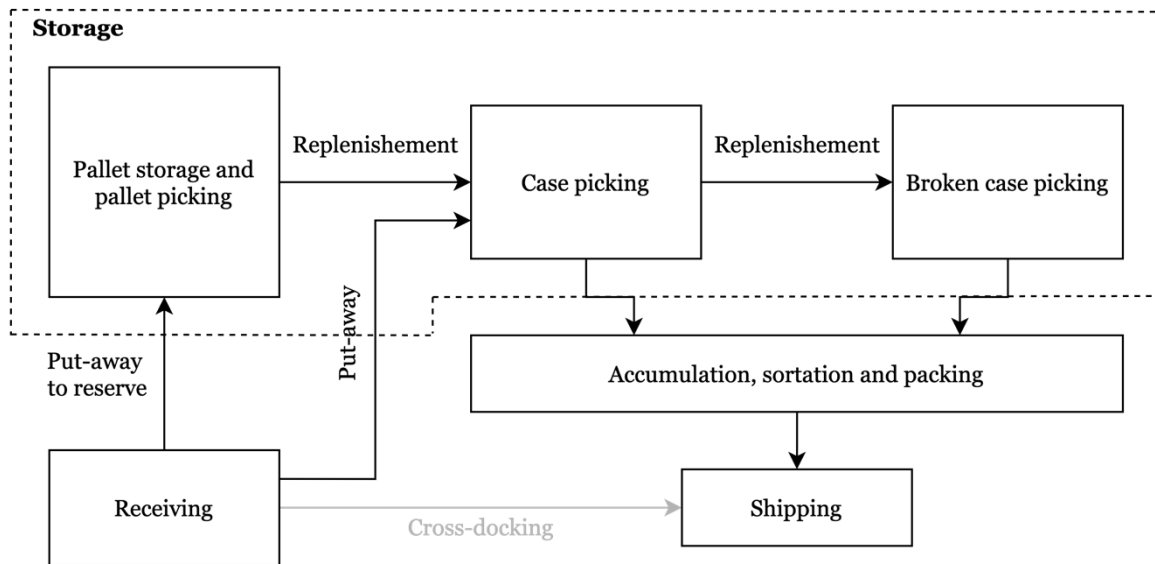 Storage
Pallet storage and
pallet picking
Replenishement
Case picking
Replenishement
Broken case picking
Put-away
to reserve
Put-away
Accumulation, sortation and packing
Receiving
Cross-docking
Shipping